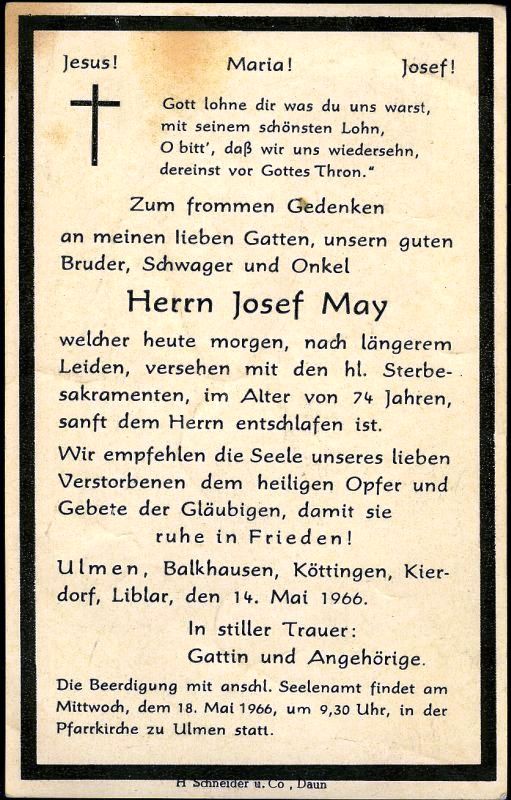 Jesus! Maria! Josef!
Gott lohne dir was du uns warst,
mit seinem schönsten Lohn,
O bitt', daß wir uns wiedersehn,
dereinst vor Gottes Thron."
Zum frommen Gedenken
an meinen lieben Gatten, unsern guten
Bruder, Schwager und Onkel
Herrn Josef May
welcher heute morgen, nach längerem
Leiden, versehen mit den hl. Sterbe-
sakramenten, im Alter von 74 Jahren,
sanft dem Herrn entschlafen ist.
Wir empfehlen die Seele unseres lieben
Verstorbenen dem heiligen Opfer und
Gebete der Gläubigen, damit sie
ruhe in Frieden!
Ulmen, Balkhausen, Köttingen, Kier-
dorf, Liblar, den 14. Mai 1966.
In stiller Trauer:
Gattin und Angehörige.
Die Beerdigung mit anschl. Seelenamt findet am
Mittwoch, dem 18. Mai 1966, um 9,30 Uhr, in der
Pfarrkirche zu Ulmen statt.
H Schneider u. Co , Daun